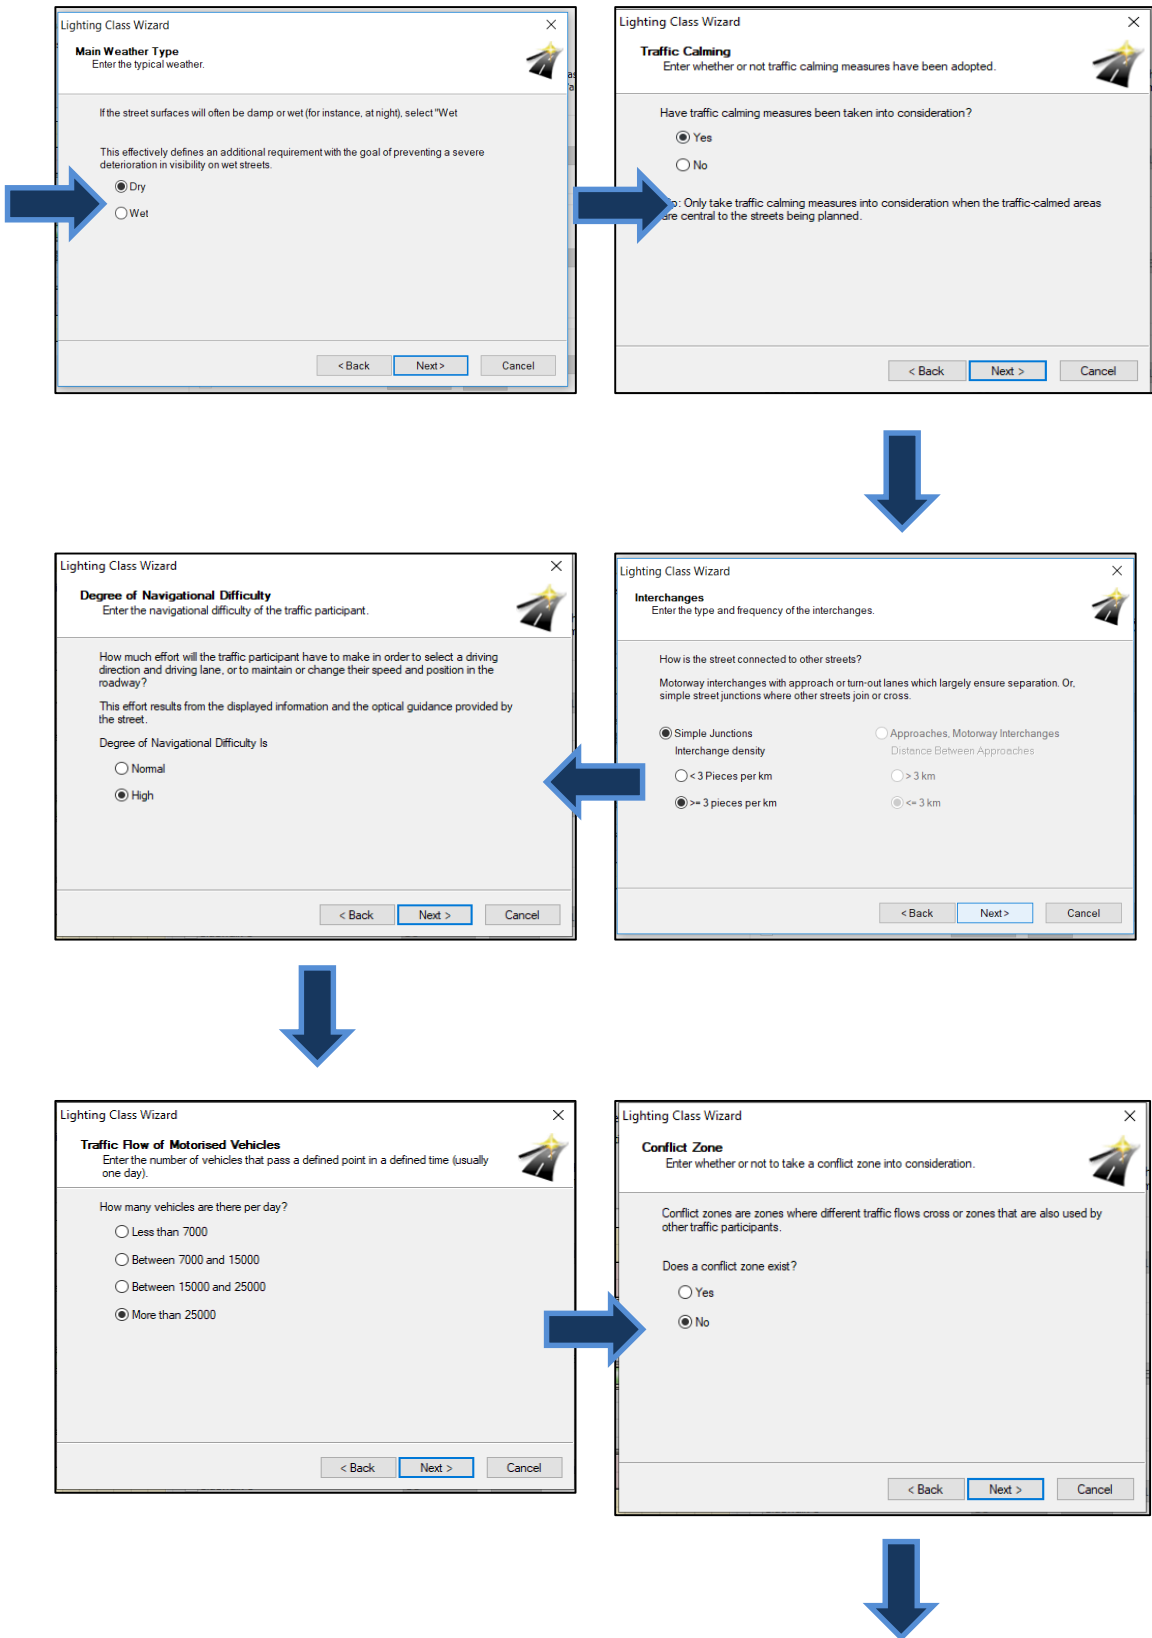 Lighting Class Wizard
Main Weather Type
Enter the typical weather.
If the street surfaces will often be damp or wet (for instance, at night), select "Wet
This effectively defines an additional requirement with the goal of preventing a severe
deterioration in visibility on wet streets.
Dry
Wet
< Back Next > Cancel
Lighting Class Wizard
Traffic Calming
Enter whether or not traffic calming measures have been adopted.
Have traffic calming measures been taken into consideration?
Yes
No
: Only take traffic calming measures into consideration when the traffic-calmed areas
are central to the streets being planned.
< Back Next > Cancel
Lighting Class Wizard
Interchanges
Enter the type and frequency of the interchanges.
How is the street connected to other streets?
Motorway interchanges with approach or turn-out lanes which largely ensure separation. Or,
simple street junctions where other streets join or cross.
Simple Junctions Approaches, Motorway Interchanges
Interchange density Distance Between Approaches
< 3 Pieces per km > 3 km
>= 3 pieces per km <= 3 km
< Back Next > Cancel
Lighting Class Wizard
Degree of Navigational Difficulty
Enter the navigational difficulty of the traffic participant.
How much effort will the traffic participant have to make in order to select a driving
direction and driving lane, or to maintain or change their speed and position in the
roadway?
This effort results from the displayed information and the optical guidance provided by
the street.
Degree of Navigational Difficulty Is
Normal
High
< Back Next > Cancel
Lighting Class Wizard
Traffic Flow of Motorised Vehicles
Enter the number of vehicles that pass a defined point in a defined time (usually
one day).
How many vehicles are there per day?
Less than 7000
Between 7000 and 15000
Between 15000 and 25000
More than 25000
< Back Next > Cancel
Lighting Class Wizard
Conflict Zone
Enter whether or not to take a conflict zone into consideration.
Conflict zones are zones where different traffic flows cross or zones that are also used by
other traffic participants.
Does a conflict zone exist?
Yes
No
< Back Next > Cancel